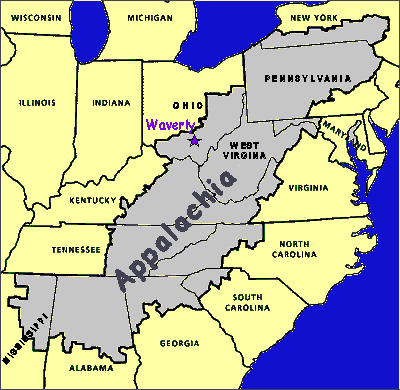 WISCONSIN
MICHIGAN
NEW YORK
PENNSYLVANIA
ILLINOIS
INDIANA
OHIO
Waverly
MARYLAND
WEST
VIRGINA
KENTUCKY
VIRGINIA
Appalachia
TENNESSEE
NORTH
CAROLINA
SOUTH
CAROLINA
MISSISSIPPI
ALABAMA
GEORGIA